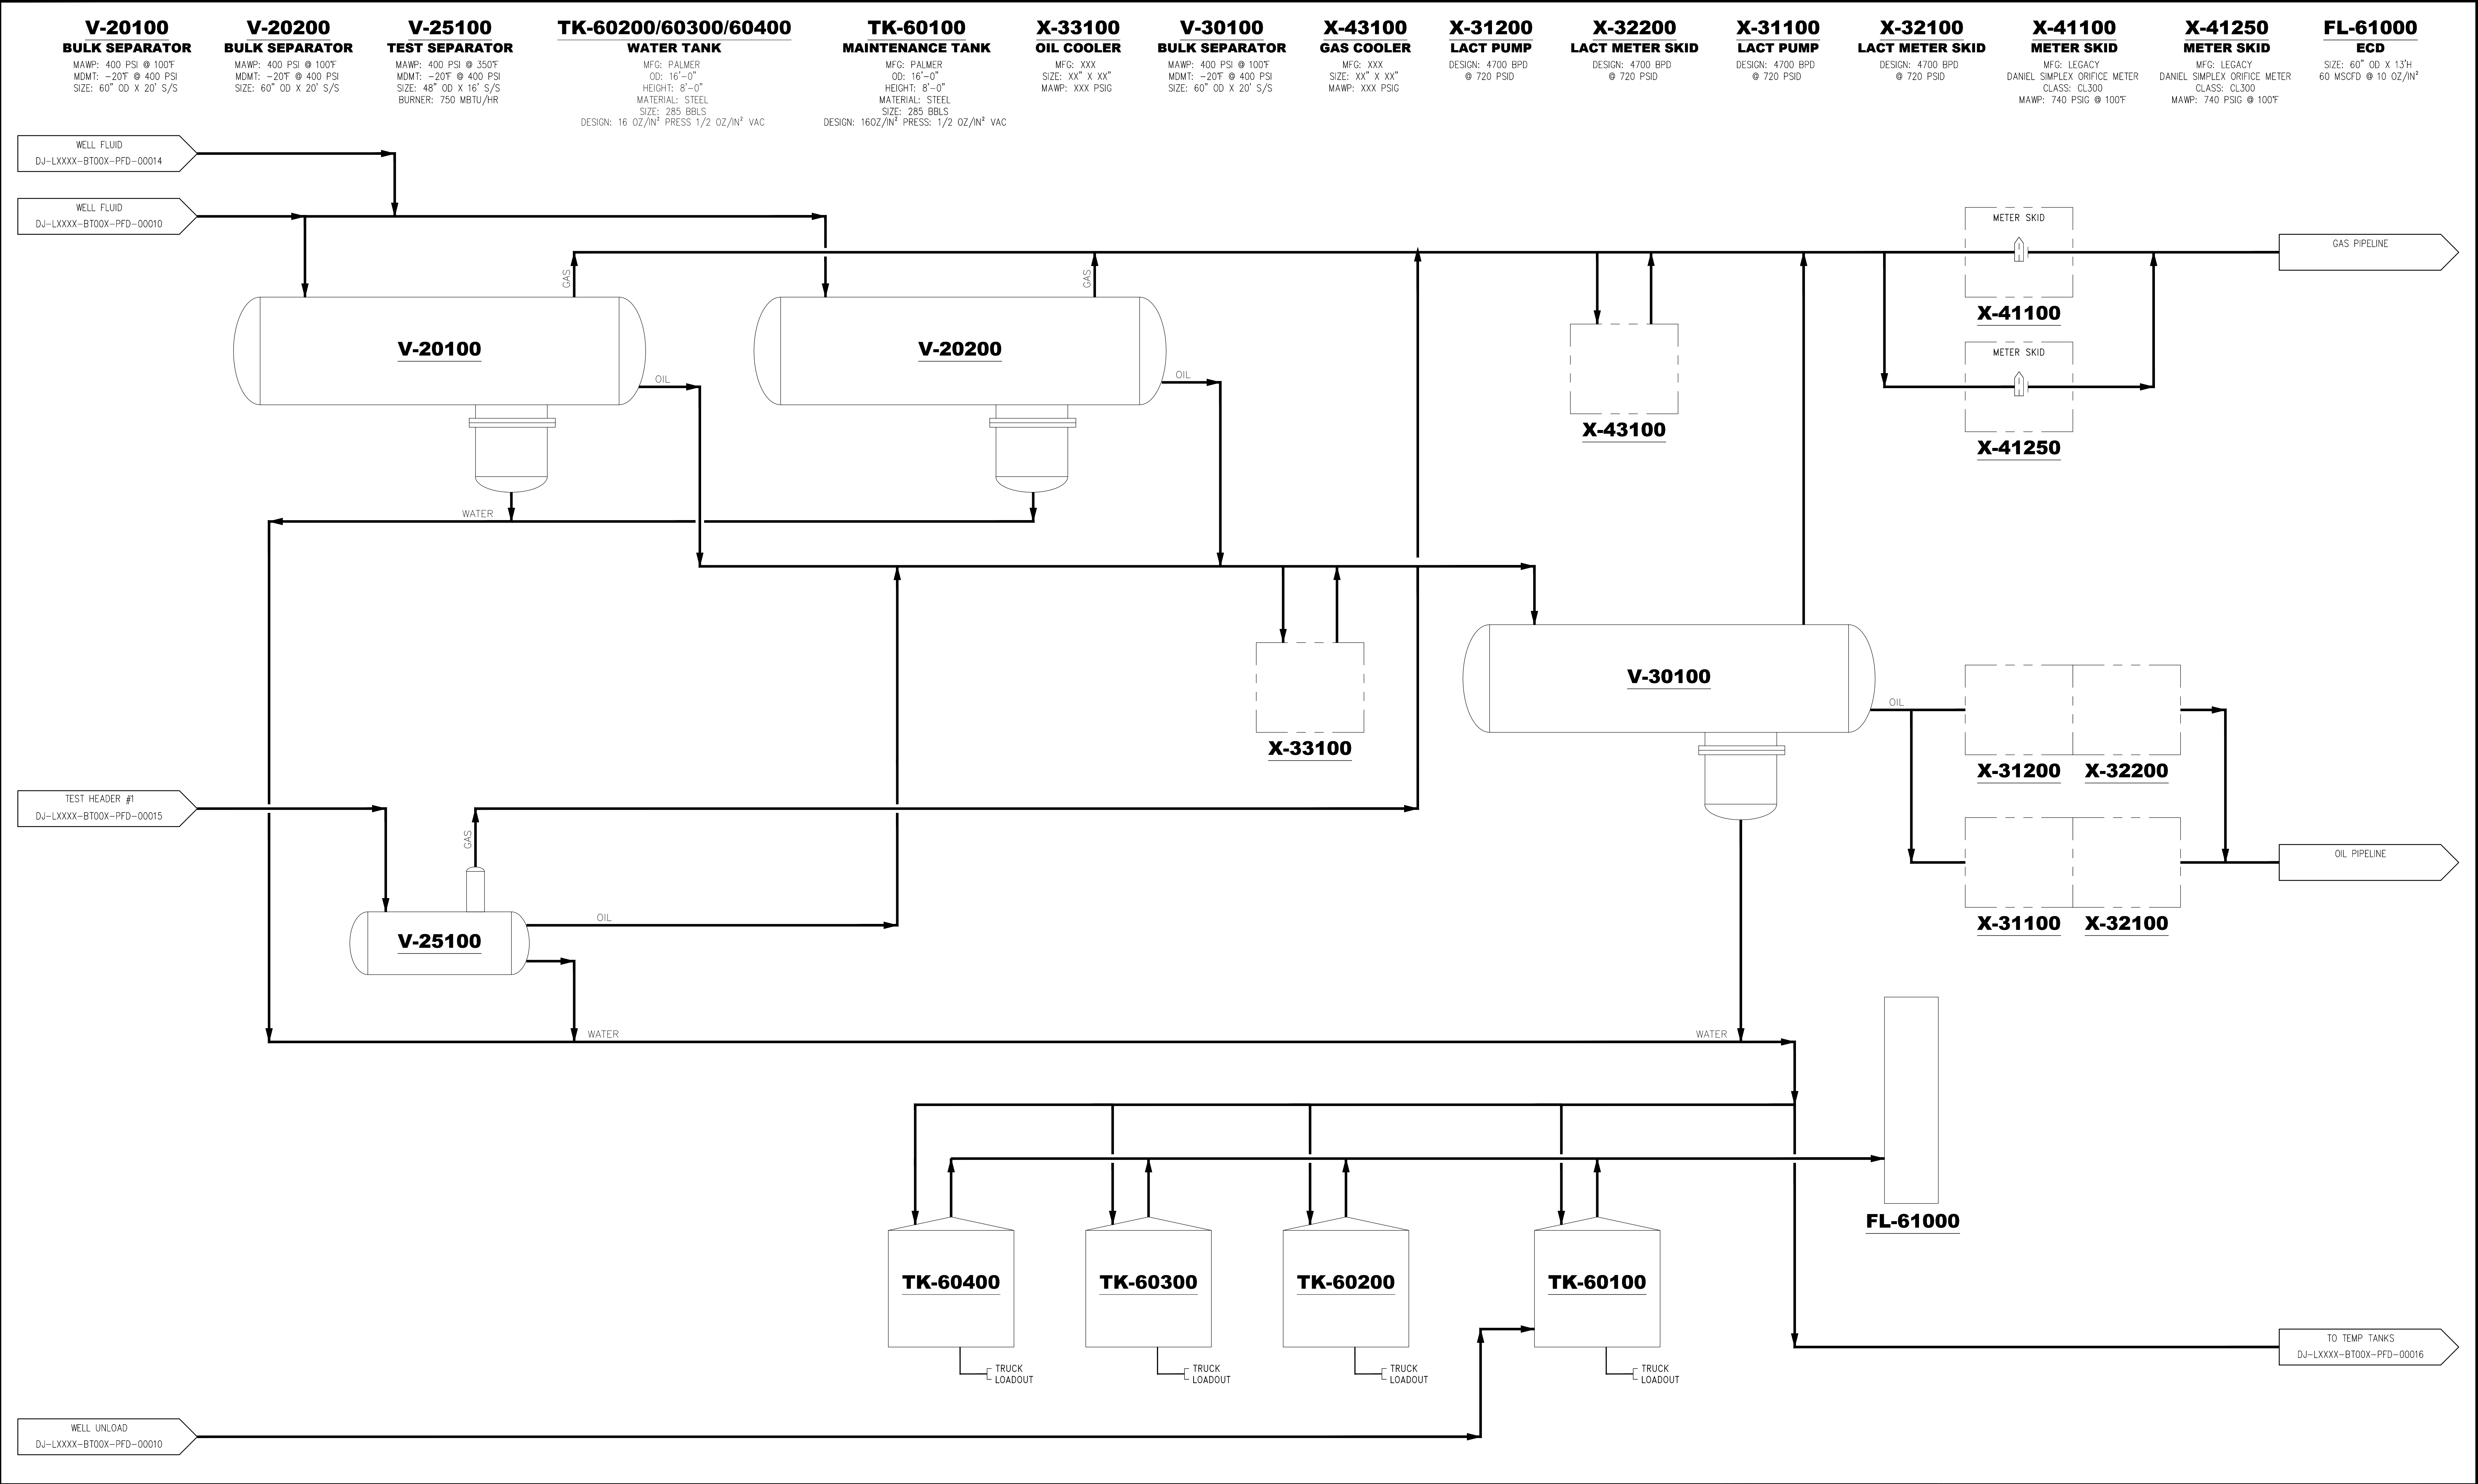 V-20100
BULK SEPARATOR
MAWP: 400 PSI @ 100°F
MDMT: -20°F @ 400 PSI
SIZE: 60" OD X 20' S/S
V-20200
BULK SEPARATOR
MAWP: 400 PSI @ 100°F
MDMT: -20°F @ 400 PSI
SIZE: 60" OD X 20' S/S
V-25100
TEST SEPARATOR
MAWP: 400 PSI @ 350°F
MDMT: -20°F @ 400 PSI
SIZE: 48" OD X 16' S/S
BURNER: 750 MBTU/HR
TK-60200/60300/60400
WATER TANK
MFG: PALMER
OD: 16'-0"
HEIGHT: 8'-0"
MATERIAL: STEEL
SIZE: 285 BBLS
DESIGN: 16 OZ/IN² PRESS 1/2 OZ/IN² VAC
TK-60100
MAINTENANCE TANK
MFG: PALMER
OD: 16'-0"
HEIGHT: 8'-0"
MATERIAL: STEEL
SIZE: 285 BBLS
DESIGN: 16OZ/IN² PRESS: 1/2 OZ/IN² VAC
X-33100
OIL COOLER
MFG: XXX
SIZE: XX" X XX"
MAWP: XXX PSIG
V-30100
BULK SEPARATOR
MAWP: 400 PSI @ 100°F
MDMT: -20°F @ 400 PSI
SIZE: 60" OD X 20' S/S
X-43100
GAS COOLER
MFG: XXX
SIZE: XX" X XX"
MAWP: XXX PSIG
X-31200
LACT PUMP
DESIGN: 4700 BPD
@ 720 PSID
X-32200
LACT METER SKID
DESIGN: 4700 BPD
@ 720 PSID
X-31100
LACT PUMP
DESIGN: 4700 BPD
@ 720 PSID
X-32100
LACT METER SKID
DESIGN: 4700 BPD
@ 720 PSID
X-41100
METER SKID
MFG: LEGACY
DANIEL SIMPLEX ORIFICE METER
CLASS: CL300
MAWP: 740 PSIG @ 100°F
X-41250
METER SKID
MFG: LEGACY
DANIEL SIMPLEX ORIFICE METER
CLASS: CL300
MAWP: 740 PSIG @ 100°F
FL-61000
ECD
SIZE: 60" OD X 13'H
60 MSCFD @ 10 OZ/IN²
WELL FLUID
DJ-LXXXX-BT00X-PFD-00014
WELL FLUID
DJ-LXXXX-BT00X-PFD-00010
METER SKID
GAS PIPELINE
GAS
GAS
X-41100
V-20100
V-20200
METER SKID
OIL
OIL
X-43100
X-41250
WATER
V-30100
OIL
X-33100
X-31200
X-32200
TEST HEADER #1
DJ-LXXXX-BT00X-PFD-00015
GAS
OIL PIPELINE
OIL
V-25100
X-31100
X-32100
WATER
WATER
FL-61000
TK-60400
TK-60300
TK-60200
TK-60100
TO TEMP TANKS
DJ-LXXXX-BT00X-PFD-00016
TRUCK
LOADOUT
TRUCK
LOADOUT
TRUCK
LOADOUT
TRUCK
LOADOUT
WELL UNLOAD
DJ-LXXXX-BT00X-PFD-00010